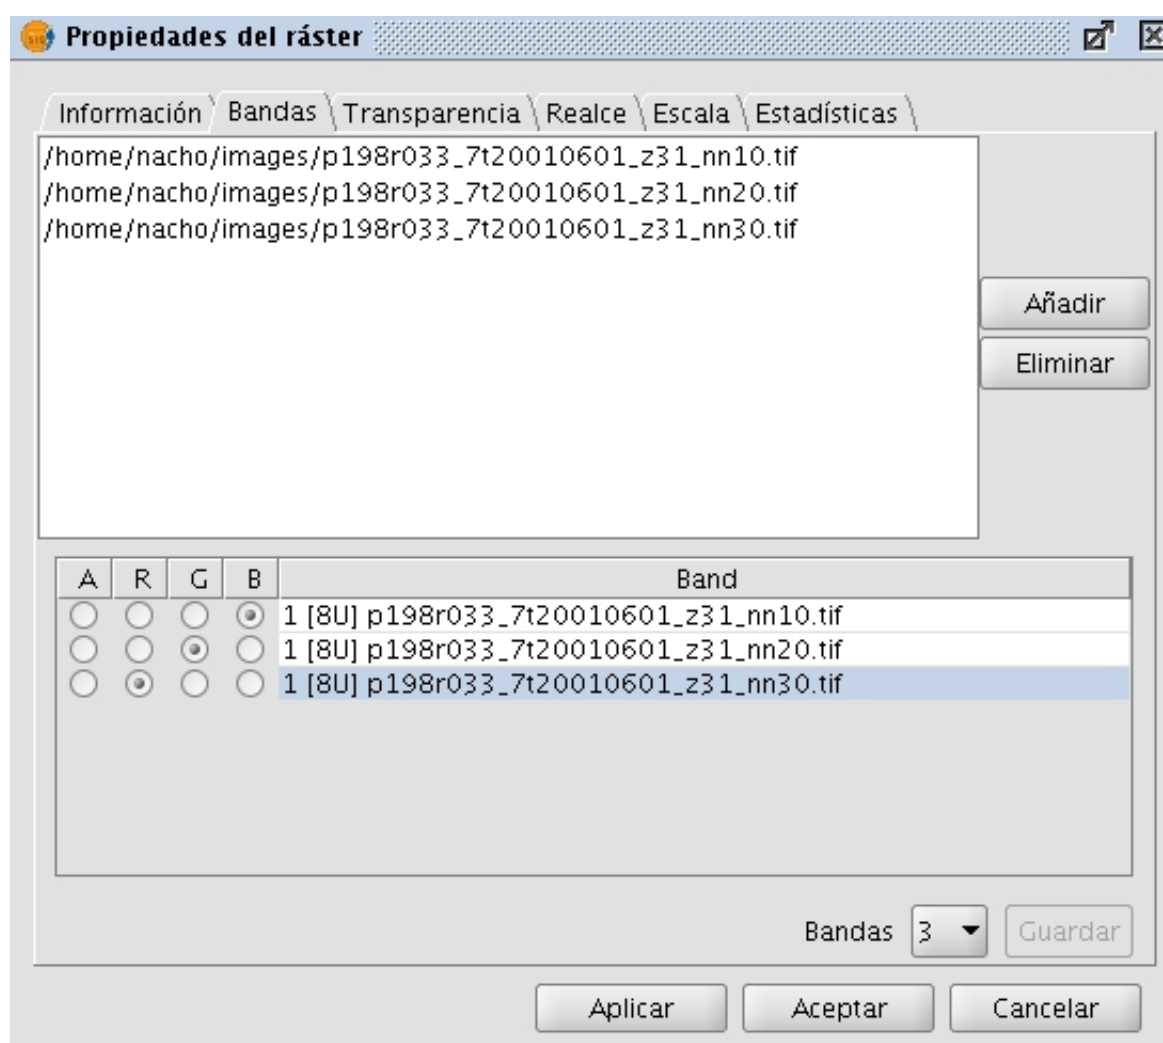 Propiedades del ráster
Información Bandas Transparencia Realce Escala Estadísticas
/home/nacho/images/p198r033_7t20010601_z31_nn10.tif
/home/nacho/images/p198r033_7t20010601_z31_nn20.tif
/home/nacho/images/p198r033_7t20010601_z31_nn30.tif
Añadir
Eliminar
A R G B Band
1 [8U] p198r033_7t20010601_z31_nn10.tif
1 [8U] p198r033_7t20010601_z31_nn20.tif
1 [8U] p198r033_7t20010601_z31_nn30.tif
Bandas 3 Guardar
Aplicar Aceptar Cancelar